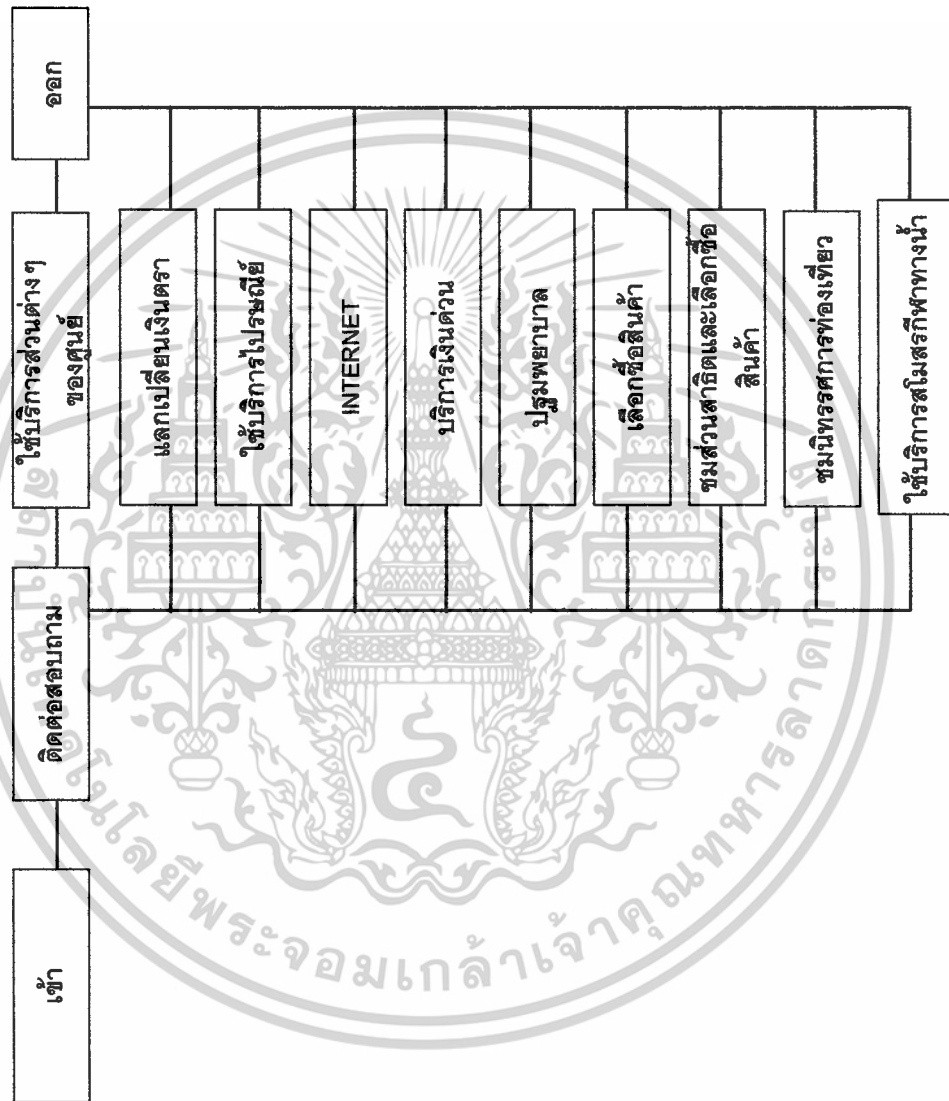 เข้า
ติดต่อสอบถาม
ใช้บริการส่วนต่างๆ
ของศูนย์
ออก
แลกเปลี่ยนเงินตรา
ใช้บริการไปรษณีย์
INTERNET
บริการเงินด่วน
ปฐมพยาบาล
เลือกซื้อสินค้า
ชมส่วนสาธิตและเลือกซื้อ
สินค้า
ชมนิทรรศการท่องเที่ยว
ใช้บริการสโมสรกีฬาทางน้ำ